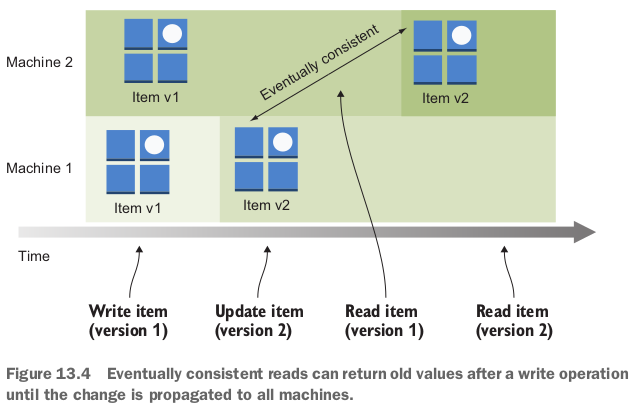 Machine 2
Item v1
Eventually consistent
Item v2
Machine 1
Item v1
Item v2
Time
Write item
(version 1)
Update item
(version 2)
Read item
(version 1)
Read item
(version 2)
Figure 13.4 Eventually consistent reads can return old values after a write operation
until the change is propagated to all machines.